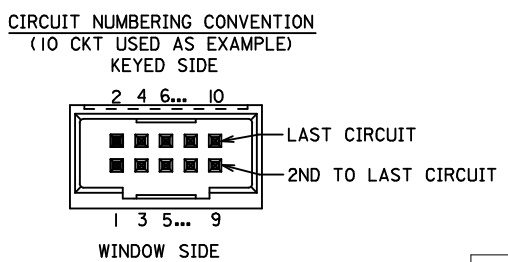 CIRCUIT NUMBERING CONVENTION
(10 CKT USED AS EXAMPLE)
KEYED SIDE
2 4 6... 10
LAST CIRCUIT
2ND TO LAST CIRCUIT
1 3 5... 9
WINDOW SIDE